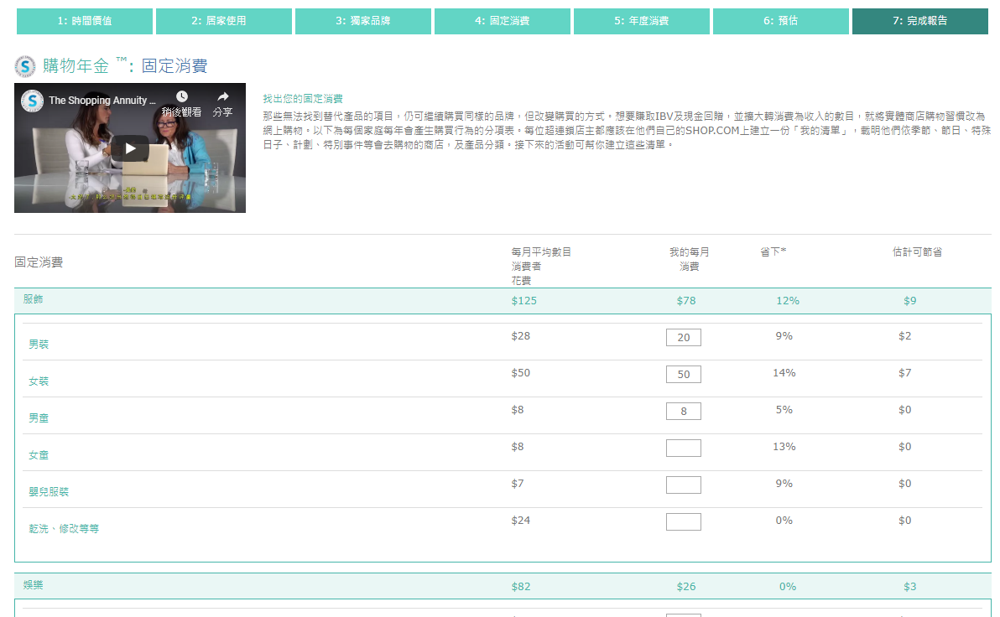 1: 時間價值
2: 居家使用
3: 獨家品牌
4: 固定消費
5: 年度消費
6: 預估
7: 完成報告
S 購物年金 ™: 固定消費
S The Shopping Annuity ...
稍後觀看 分享
找出您的固定消費
那些無法找到替代產品的項目，仍可繼續購買同樣的品牌，但改變購買的方式。想要賺取IBV及現金回贈，並擴大轉消費為收入的數目，就將實體商店購物習慣改為
網上購物。以下為每個家庭每年會產生購買行為的分項表。每位超連鎖店主都應該在他們自己的SHOP.COM上建立一份「我的清單」，載明他們依季節、節日、特殊
日子、計劃、特別事件等會去購物的商店，及產品分類。接下來的活動可幫你建立這些清單。
固定消費
每月平均數目
消費者
花費
我的每月
消費
省下*
估計可節省
服飾 $125 $78 12% $9
男裝 $28 20 9% $2
女裝 $50 50 14% $7
男童 $8 8 5% $0
女童 $8 13% $0
嬰兒服裝 $7 9% $0
乾洗、修改等等 $24 0% $0
娛樂 $82 $26 0% $3